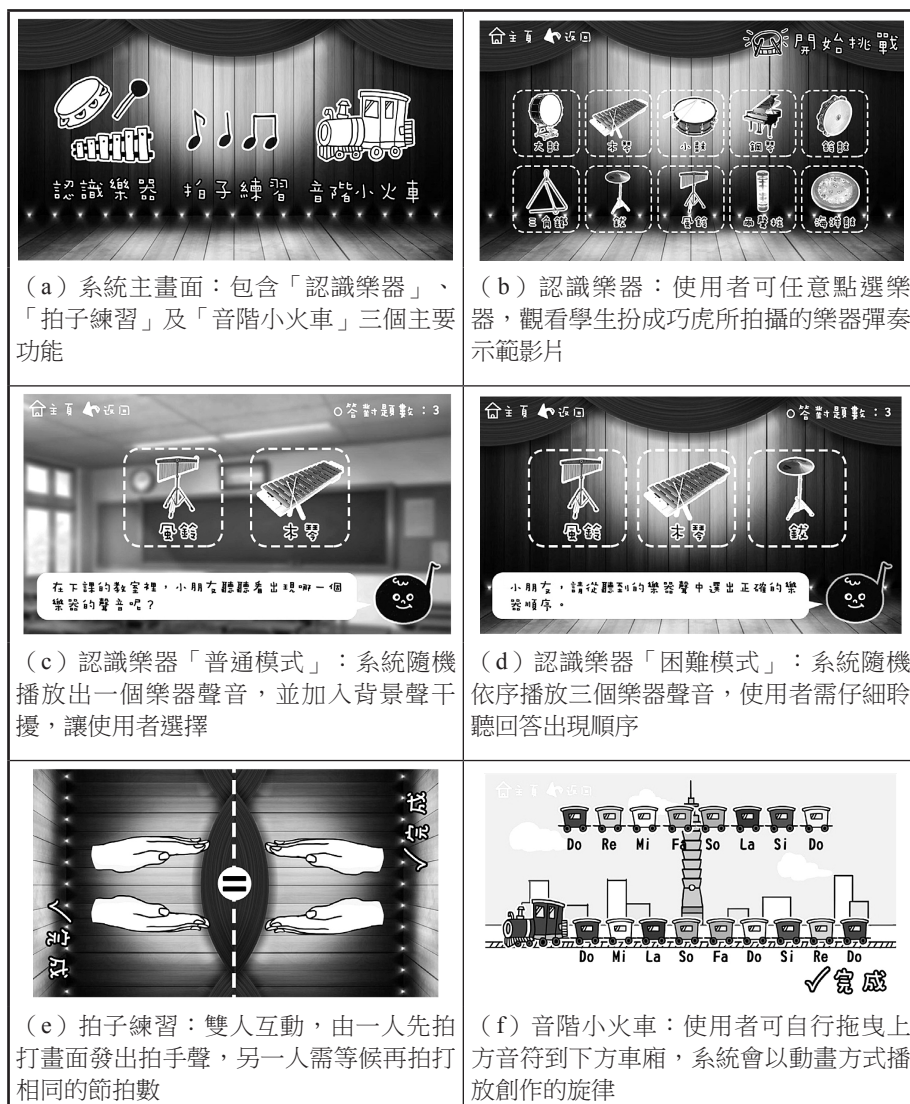 認識樂器 拍子練習 音階小火車
（a）系統主畫面：包含「認識樂器」、
「拍子練習」及「音階小火車」三個主要
功能
主頁 返回
開始挑戰
大鼓 木琴 小鼓 鋼琴 鈴鼓
三角鐵 鈸 風鈴 雨聲柱 海洋鼓
（b）認識樂器：使用者可任意點選樂
器，觀看學生扮成巧虎所拍攝的樂器彈奏
示範影片
主頁 返回
答對題數：3
風鈴 木琴
在下課的教室裡，小朋友聽聽看出現哪一個
樂器的聲音呢？
（c）認識樂器「普通模式」：系統隨機
播放出一個樂器聲音，並加入背景聲干
擾，讓使用者選擇
主頁 返回
答對題數：3
風鈴 木琴 鈸
小朋友，請從聽到的樂器聲中選出正確的樂
器順序。
（d）認識樂器「困難模式」：系統隨機
依序播放三個樂器聲音，使用者需仔細聆
聽回答出現順序
完成
完成
（e）拍子練習：雙人互動，由一人先拍
打畫面發出拍手聲，另一人需等候再拍打
相同的節拍數
主頁 返回
Do Re Mi Fa So La Si Do
Do Mi La So Fa Do Si Re Do
完成
（f）音階小火車：使用者可自行拖曳上
方音符到下方車廂，系統會以動畫方式播
放創作的旋律